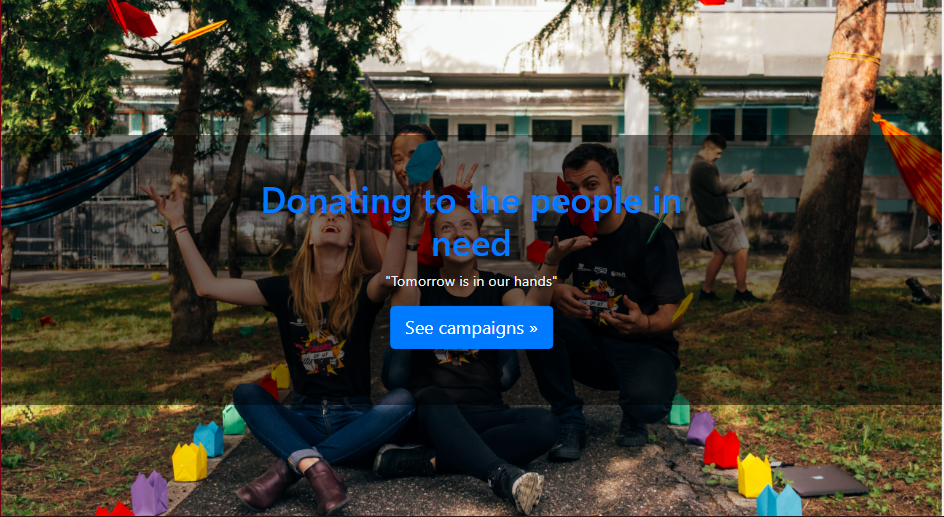 Donating to the people in
need
"Tomorrow is in our hands"
See campaigns »